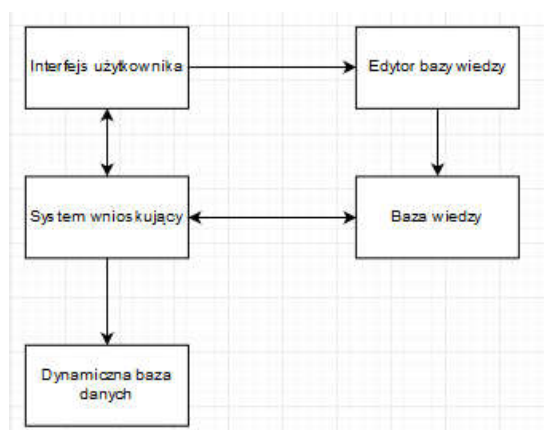 Interfejs użytkownika
Edytor bazy wiedzy
System wnioskujący
Baza wiedzy
Dynamiczna baza
danych